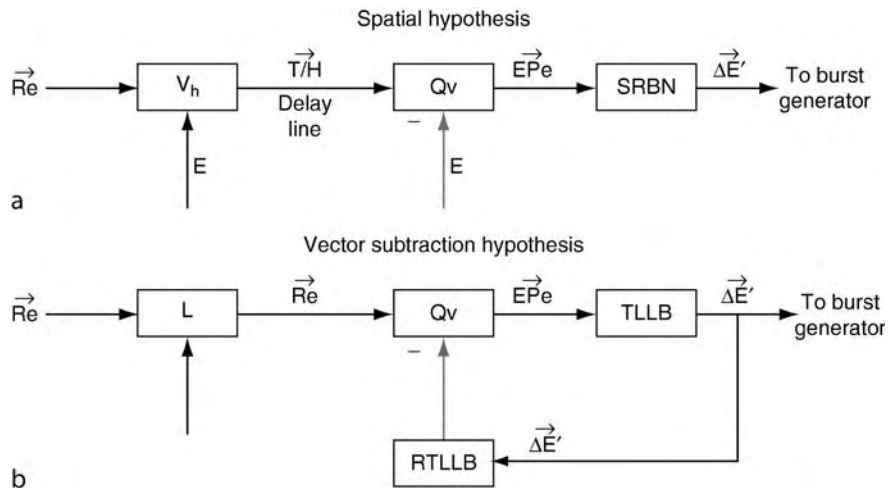 Spatial hypothesis
Re → V_h T/H → Qv EPe → SRBN ΔE′ → To burst
Delay generator
line
− E
E
a
Vector subtraction hypothesis
Re → L Re → Qv EPe → TLLB ΔE′ → To burst
generator
−
RTLLB ΔE′
b